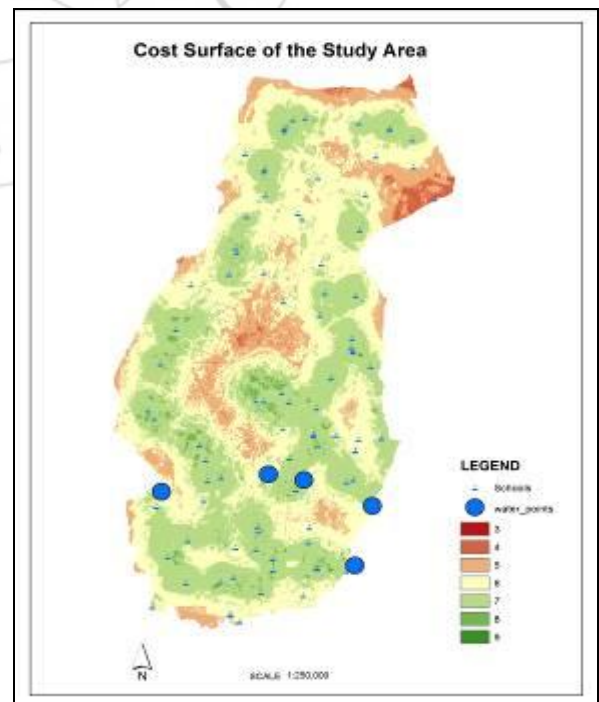 Cost Surface of the Study Area
LEGEND
Schools
water_points
3
4
5
6
7
8
9
N
SCALE 1:250,000